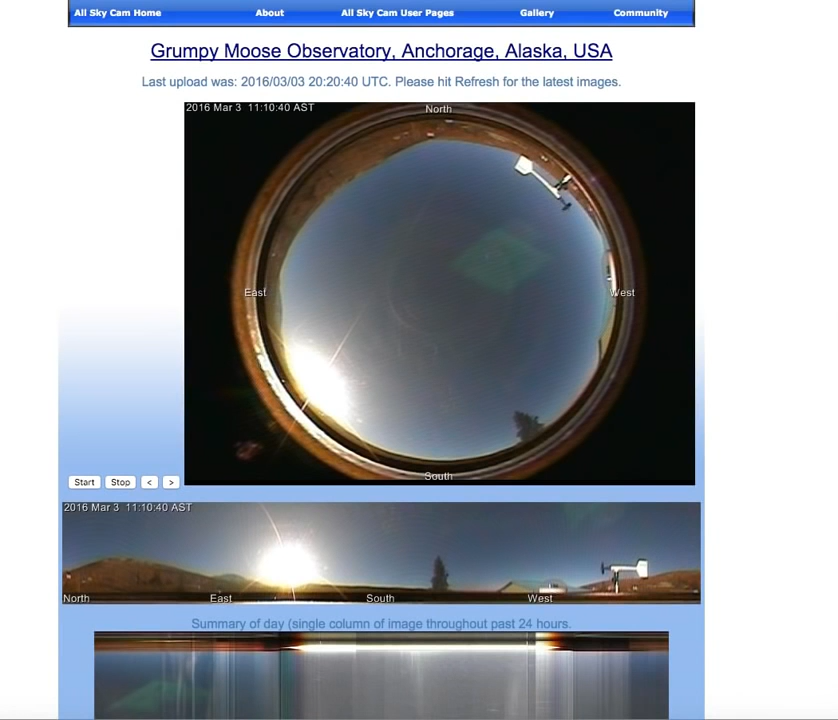 All Sky Cam Home About All Sky Cam User Pages Gallery Community
Grumpy Moose Observatory, Anchorage, Alaska, USA
Last upload was: 2016/03/03 20:20:40 UTC. Please hit Refresh for the latest images.
2016 Mar 3 11:10:40 AST
North
East
West
South
Start Stop < >
2016 Mar 3 11:10:40 AST
North East South West
Summary of day (single column of image throughout past 24 hours.